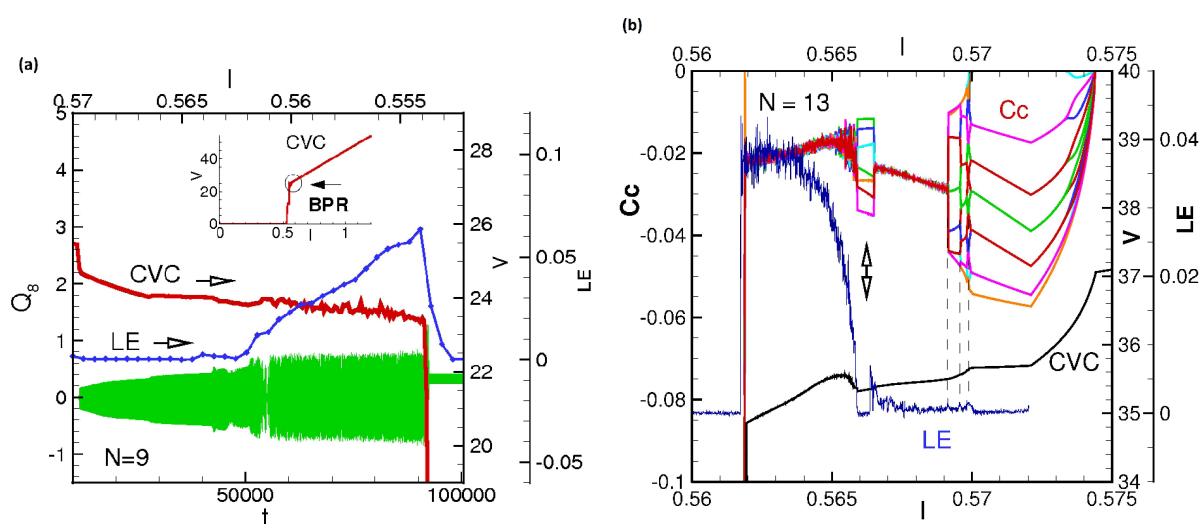 (a)
I
0.57 0.565 0.56 0.555
5
4
3
2
1
0
-1
Q8
CVC
V
40
20
0
0 0.5 1
I
BPR
CVC
LE
N=9
50000 100000
t
28
26
24
22
20
V
0.1
0.05
0
-0.05
LE
(b)
I
0.56 0.565 0.57 0.575
0
-0.02
-0.04
-0.06
-0.08
-0.1
Cc
N = 13
Cc
CVC
LE
0.56 0.565 0.57 0.575
I
40
39
38
37
36
35
34
V
0.04
0.02
0
LE